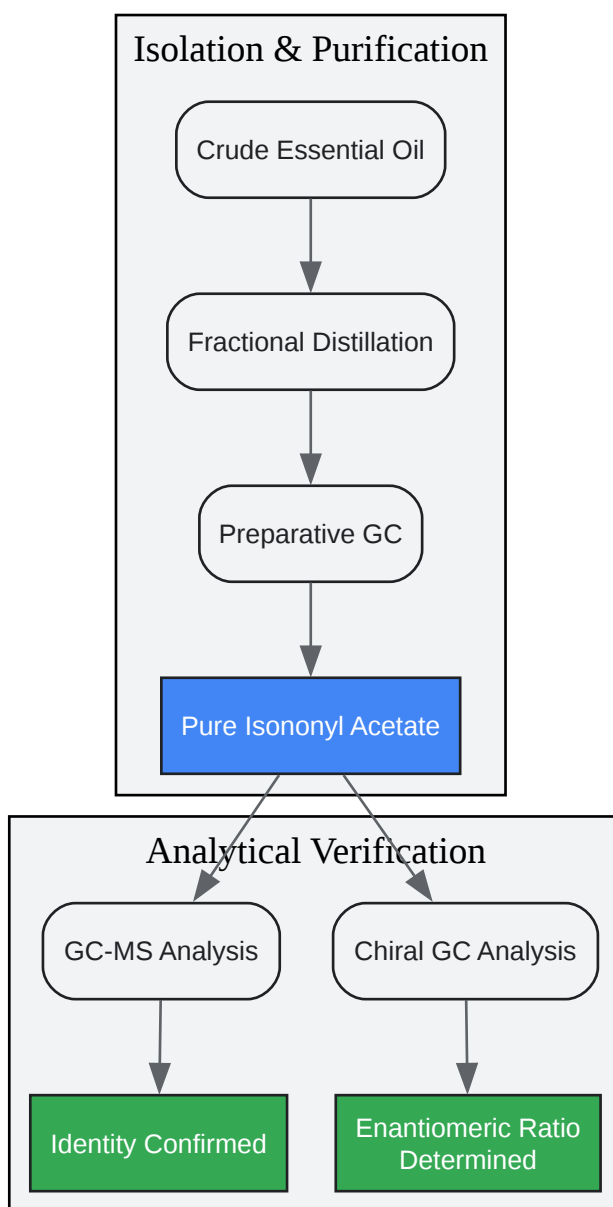 Isolation & Purification
Crude Essential Oil
Fractional Distillation
Preparative GC
Pure Isononyl Acetate
Analytical Verification
GC-MS Analysis
Chiral GC Analysis
Identity Confirmed
Enantiomeric Ratio
Determined